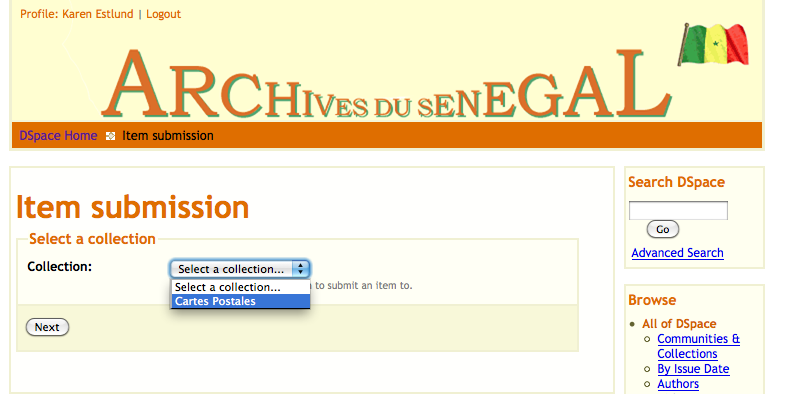 Profile: Karen Estlund | Logout
ARCHIVES DU SENEGAL
DSpace Home Item submission
Item submission
Select a collection
Collection:
Select a collection...
Select a collection...
to submit an item to.
Cartes Postales
Next
Search DSpace
Go
Advanced Search
Browse
All of DSpace
Communities &
Collections
By Issue Date
Authors